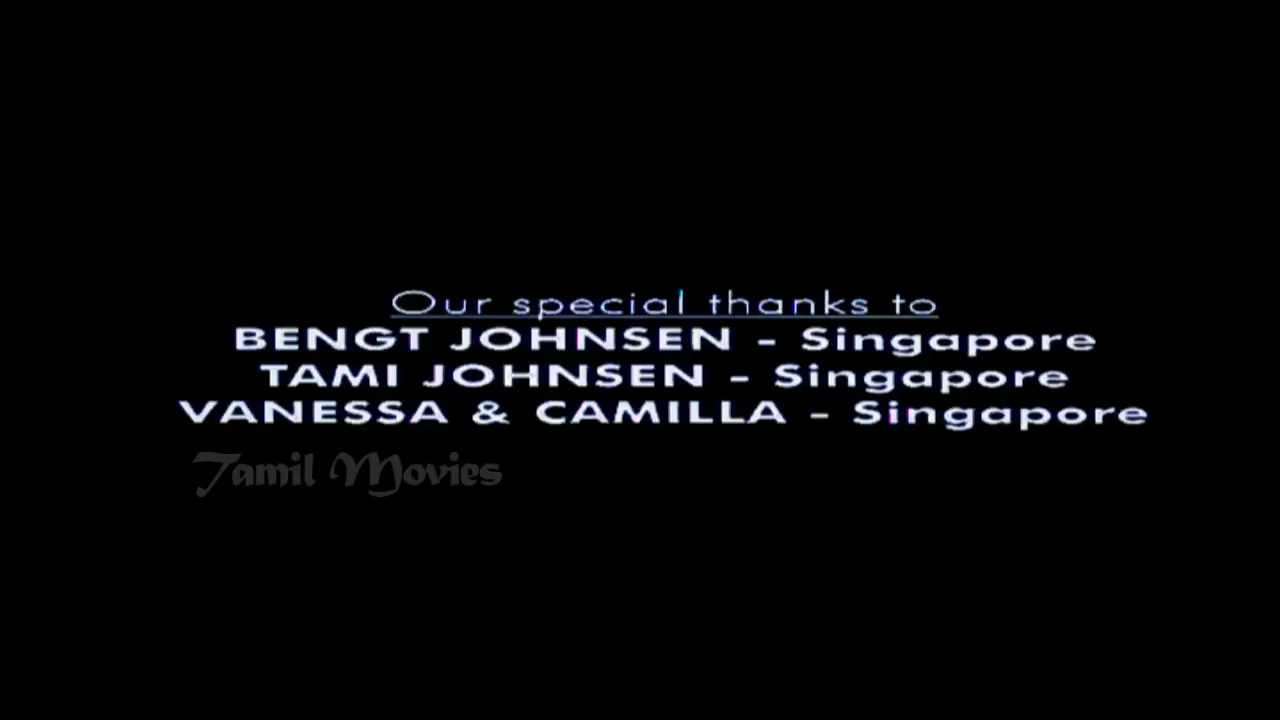 Our special thanks to
BENGT JOHNSEN - Singapore
TAMI JOHNSEN - Singapore
VANESSA & CAMILLA - Singapore
Tamil Movies